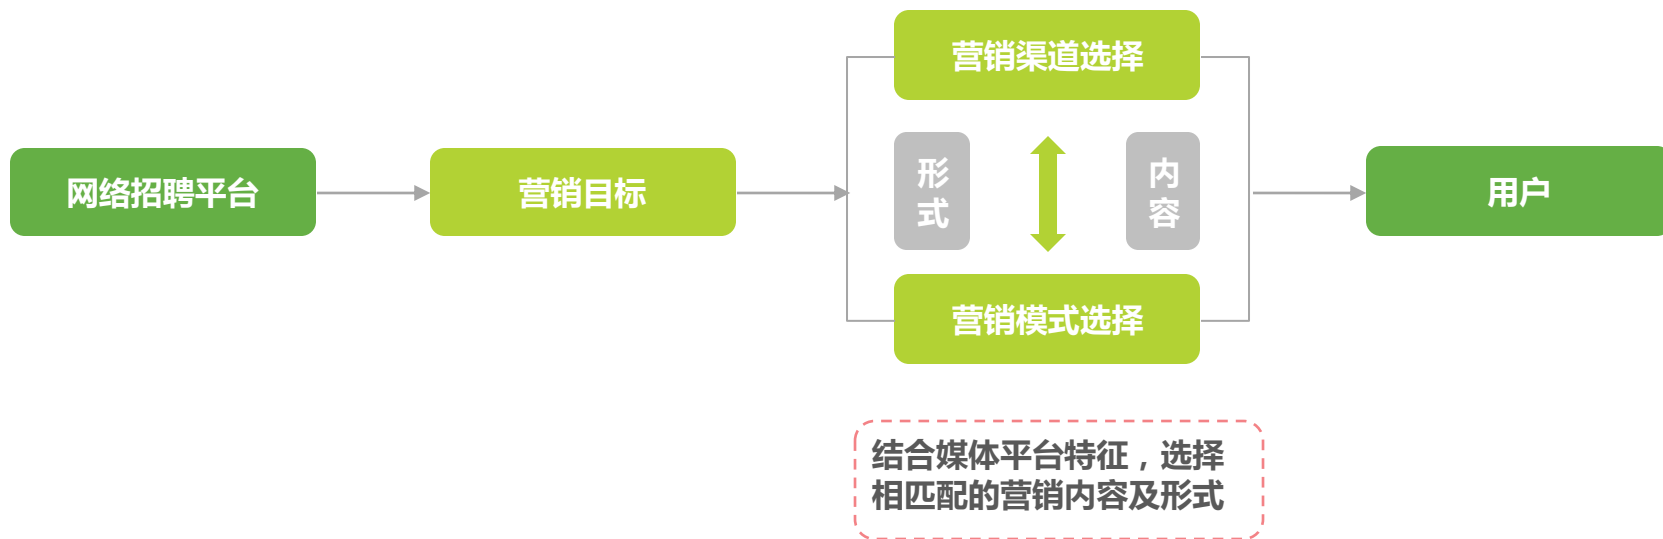 网络招聘平台
营销目标
营销渠道选择
形
式
内
容
营销模式选择
用户
结合媒体平台特征，选择
相匹配的营销内容及形式